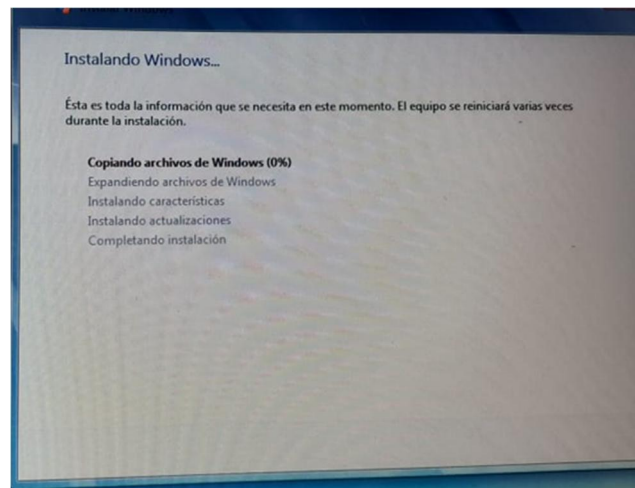 Instalando Windows...
Ésta es toda la información que se necesita en este momento. El equipo se reiniciará varias veces
durante la instalación.
Copiando archivos de Windows (0%)
Expandiendo archivos de Windows
Instalando características
Instalando actualizaciones
Completando instalación